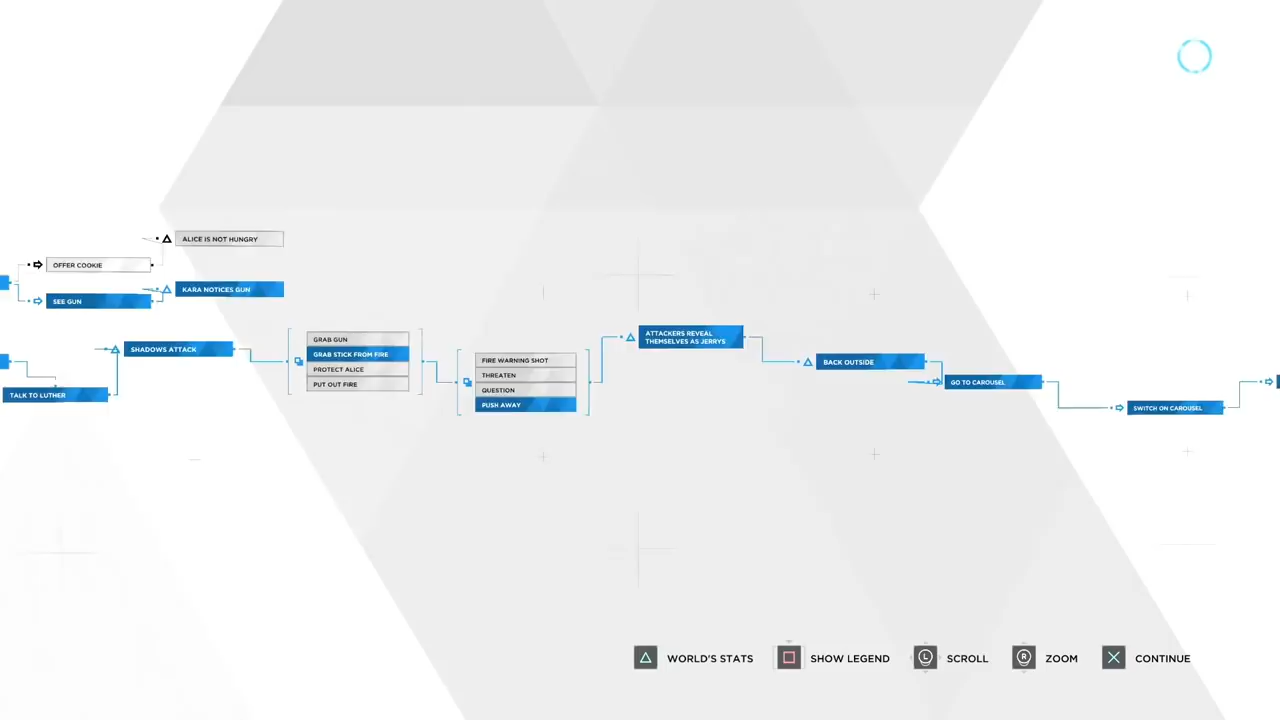 ALICE IS NOT HUNGRY
OFFER COOKIE
KARA NOTICES GUN
SEE GUN
SHADOWS ATTACK
TALK TO LUTHER
GRAB GUN
GRAB STICK FROM FIRE
PROTECT ALICE
PUT OUT FIRE
FIRE WARNING SHOT
THREATEN
QUESTION
PUSH AWAY
ATTACKERS REVEAL
THEMSELVES AS JERRYS
BACK OUTSIDE
GO TO CAROUSEL
SWITCH ON CAROUSEL
WORLD'S STATS
SHOW LEGEND
L SCROLL
R ZOOM
CONTINUE